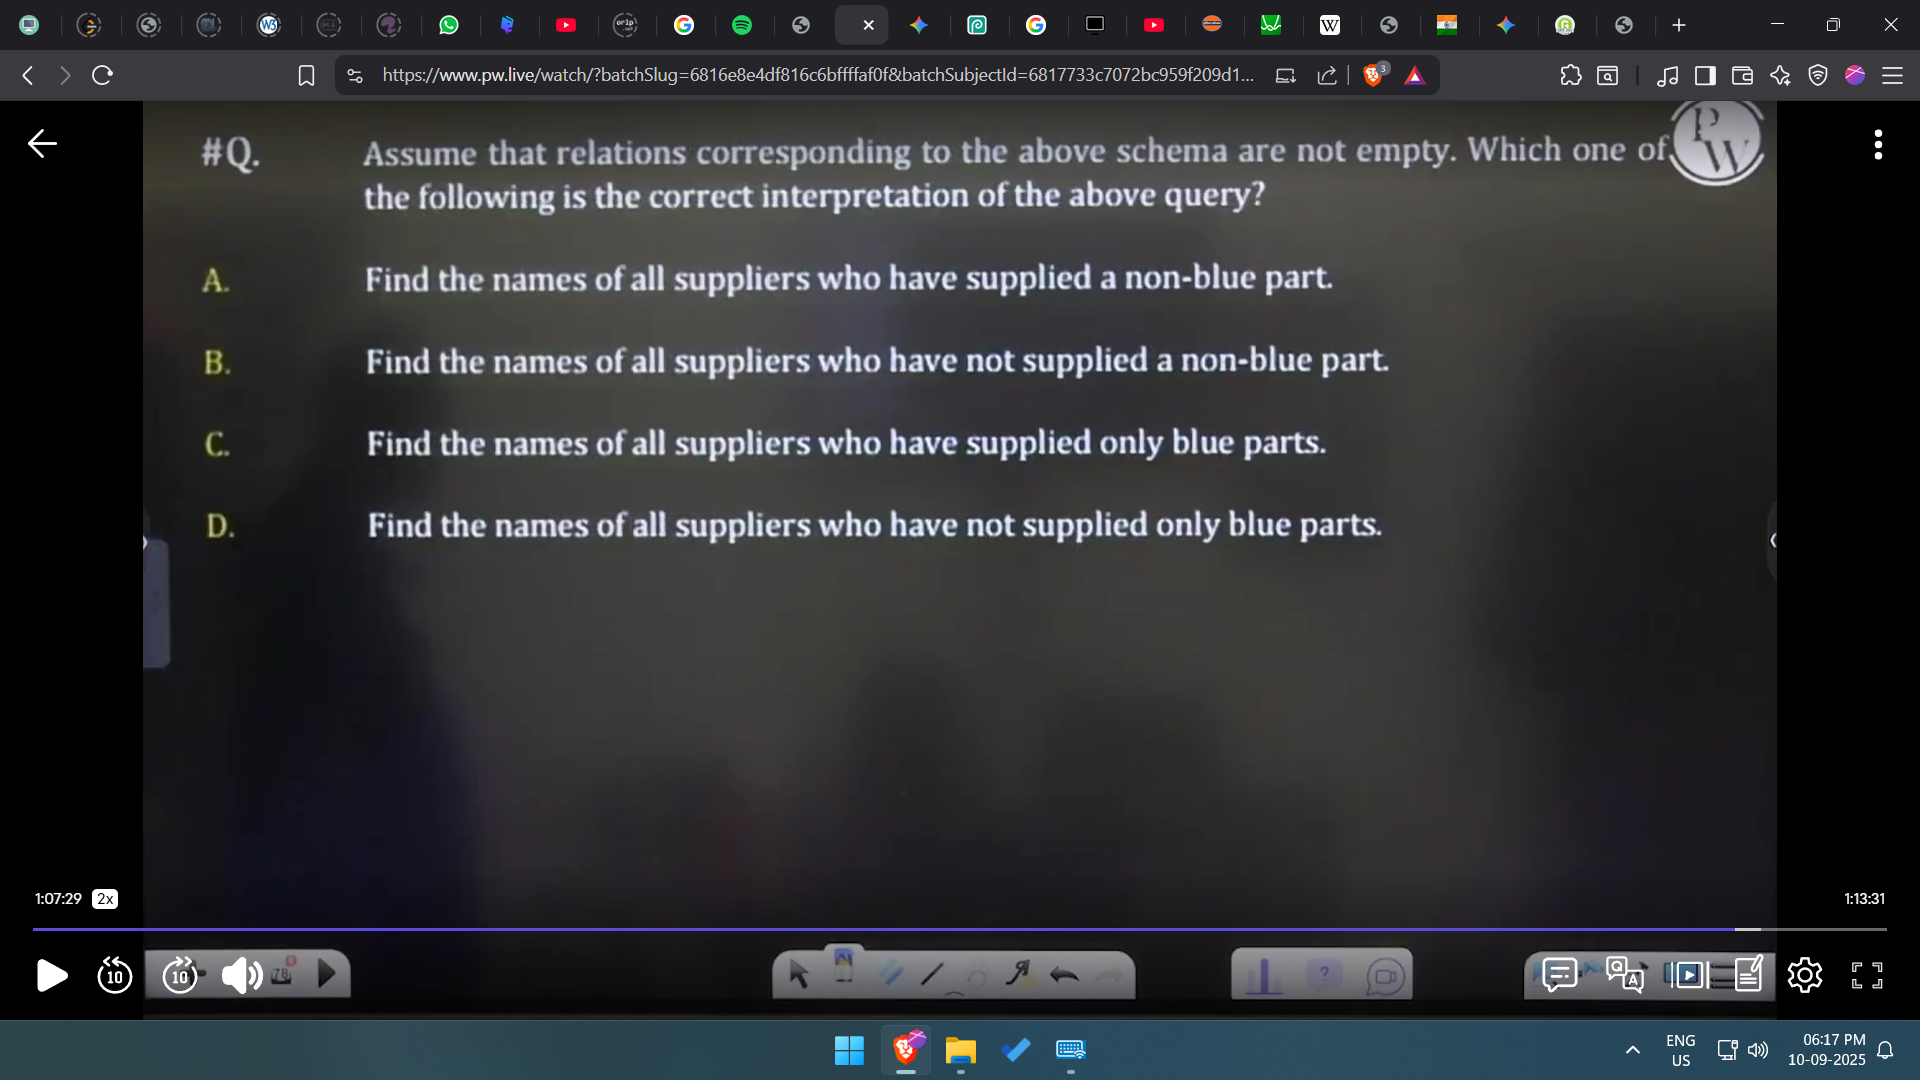 https://www.pw.live/watch/?batchSlug=6816e8e4df816c6bffffaf0f&batchSubjectId=6817733c7072bc959f209d1...
3
#Q. Assume that relations corresponding to the above schema are not empty. Which one of
the following is the correct interpretation of the above query?
PW
A. Find the names of all suppliers who have supplied a non-blue part.
B. Find the names of all suppliers who have not supplied a non-blue part.
C. Find the names of all suppliers who have supplied only blue parts.
D. Find the names of all suppliers who have not supplied only blue parts.
1:07:29 2x 1:13:31
10 10 78
ENG 06:17 PM
US 10-09-2025